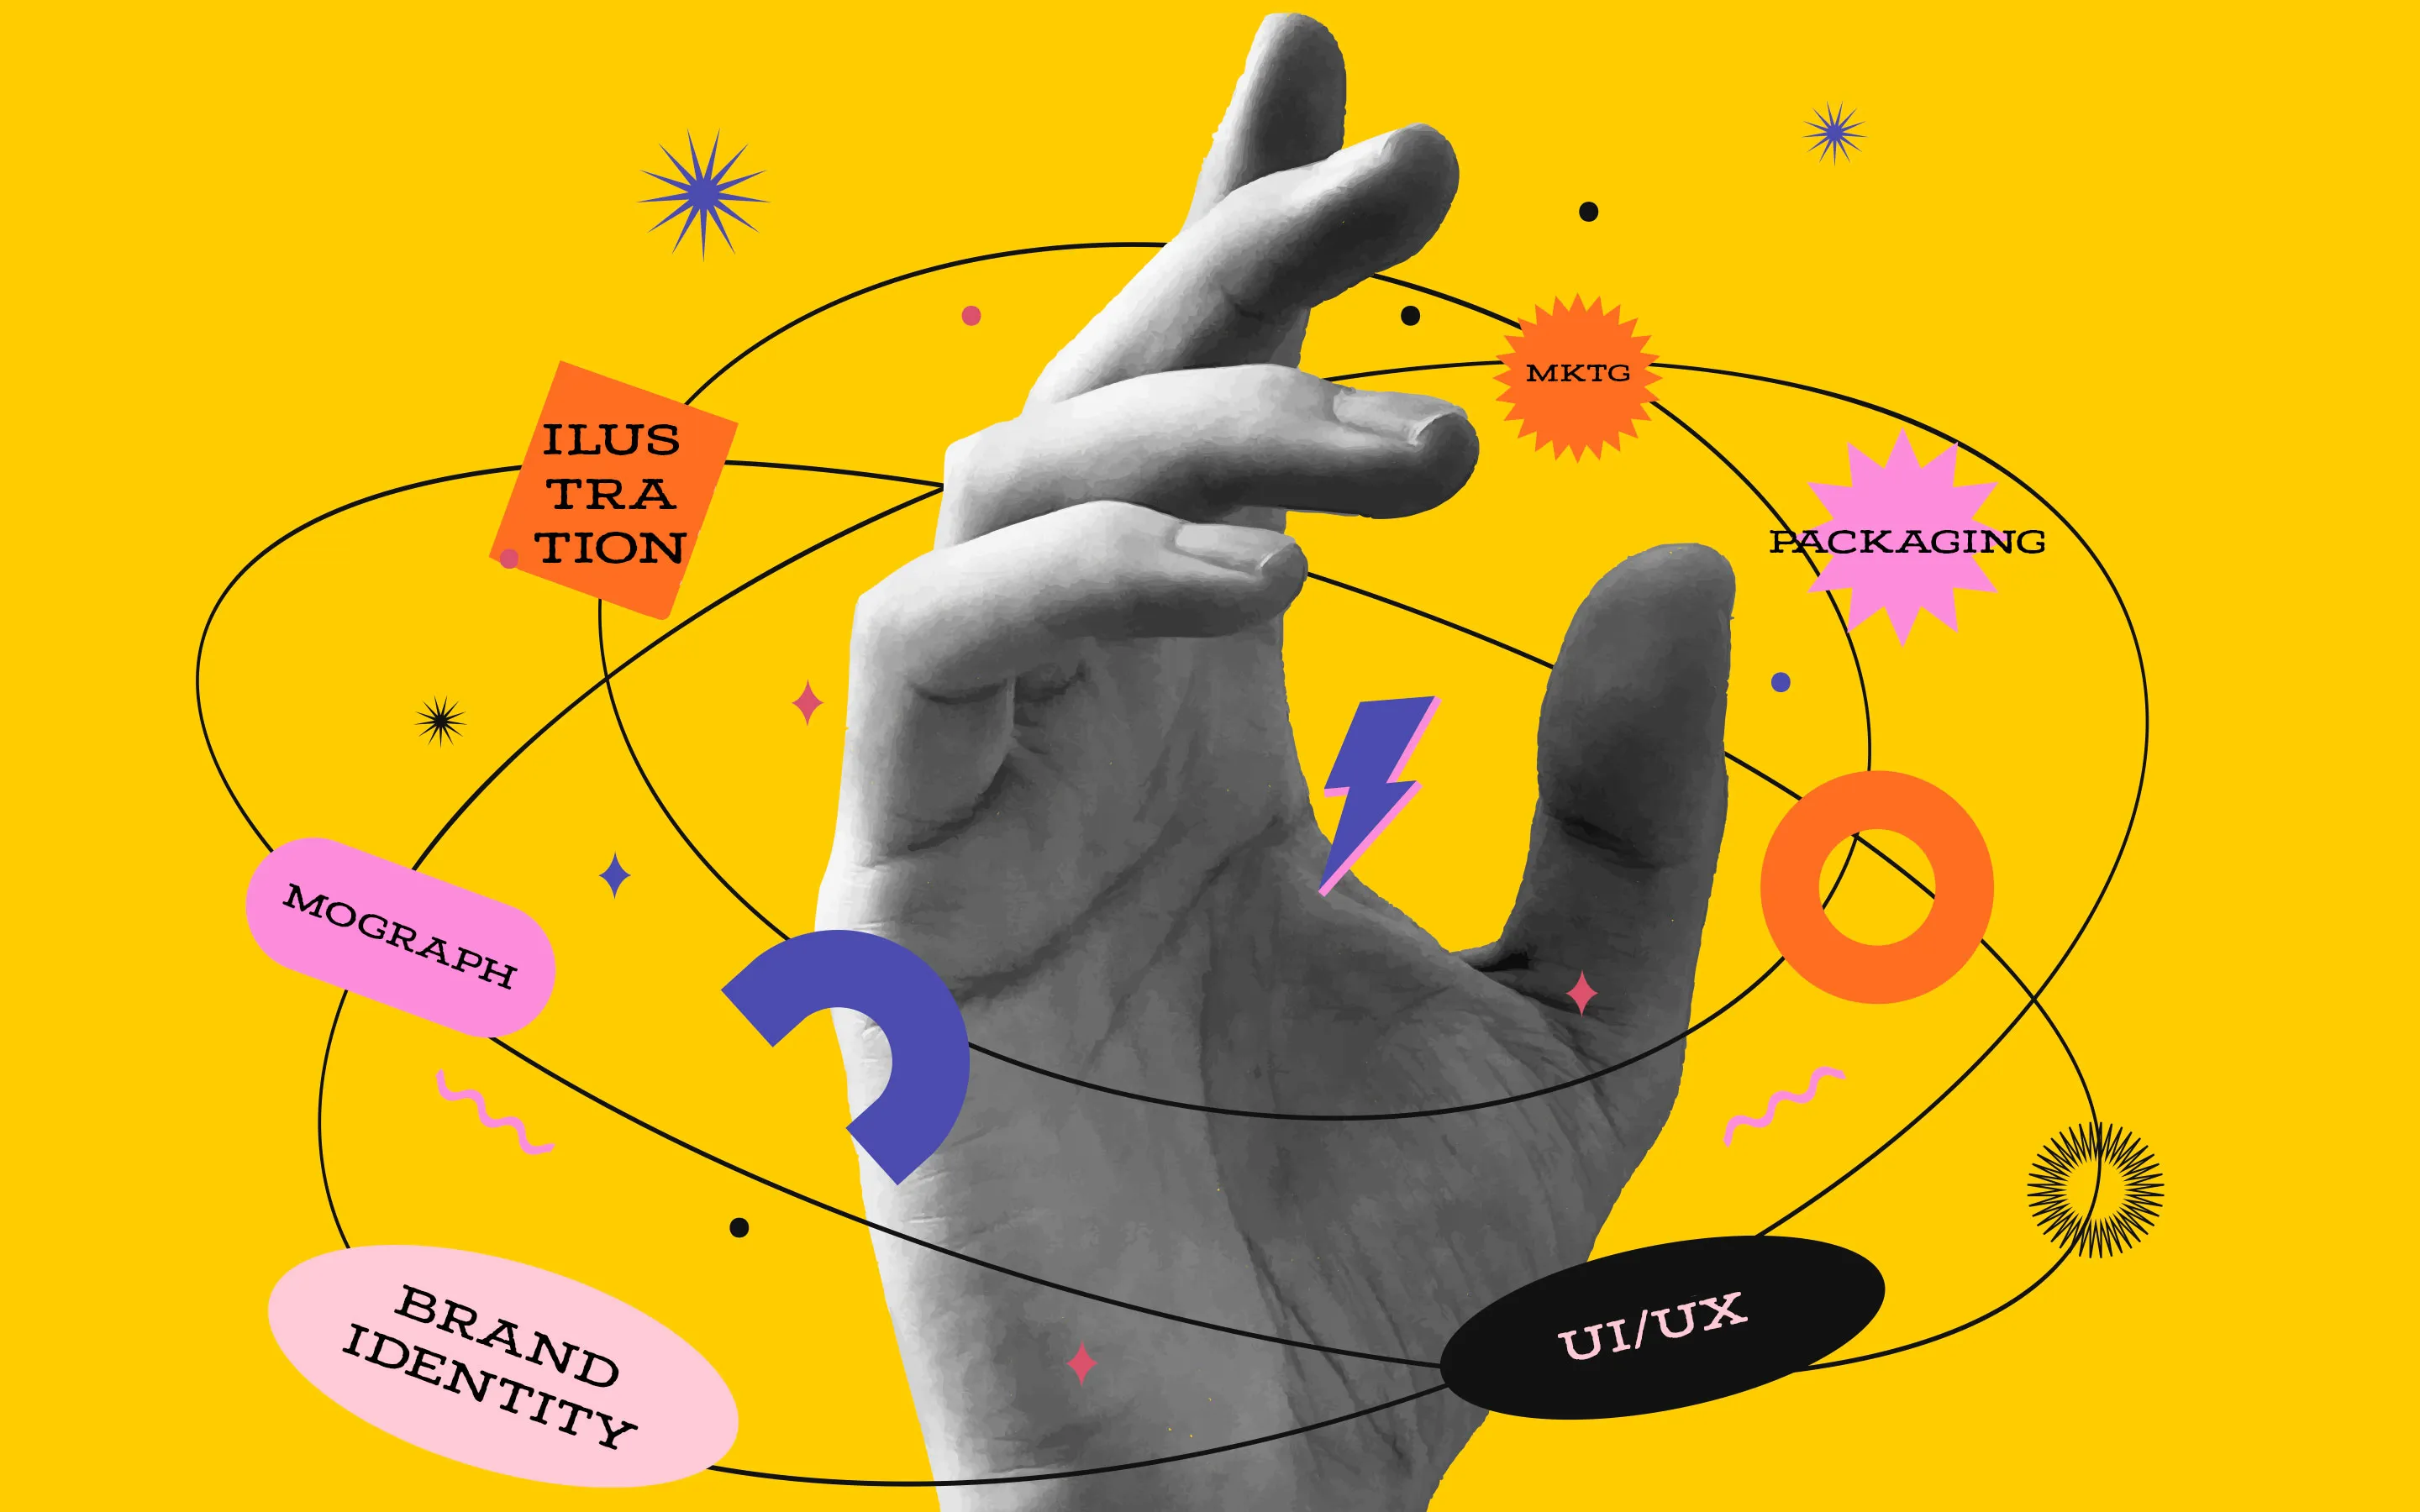 MKTG
ILUS
TRA
TION
PACKAGING
MOGRAPH
BRAND
IDENTITY
UI/UX